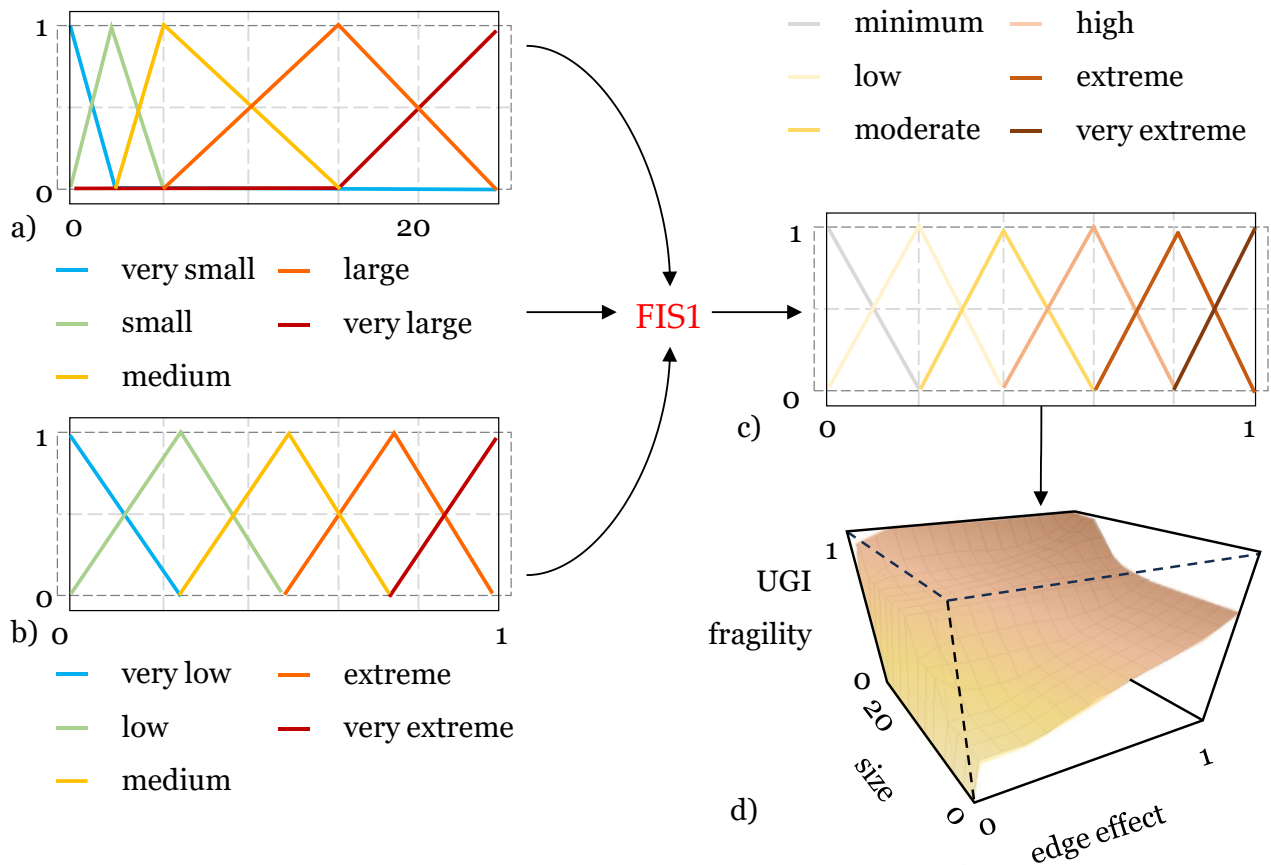 1
0
a)
0
20
very small
large
small
very large
medium
1
0
b)
0
1
very low
extreme
low
very extreme
medium
FIS1
minimum
high
low
extreme
moderate
very extreme
1
0
c)
0
1
1
UGI
fragility
0
20
size
0
0
edge effect
1
d)